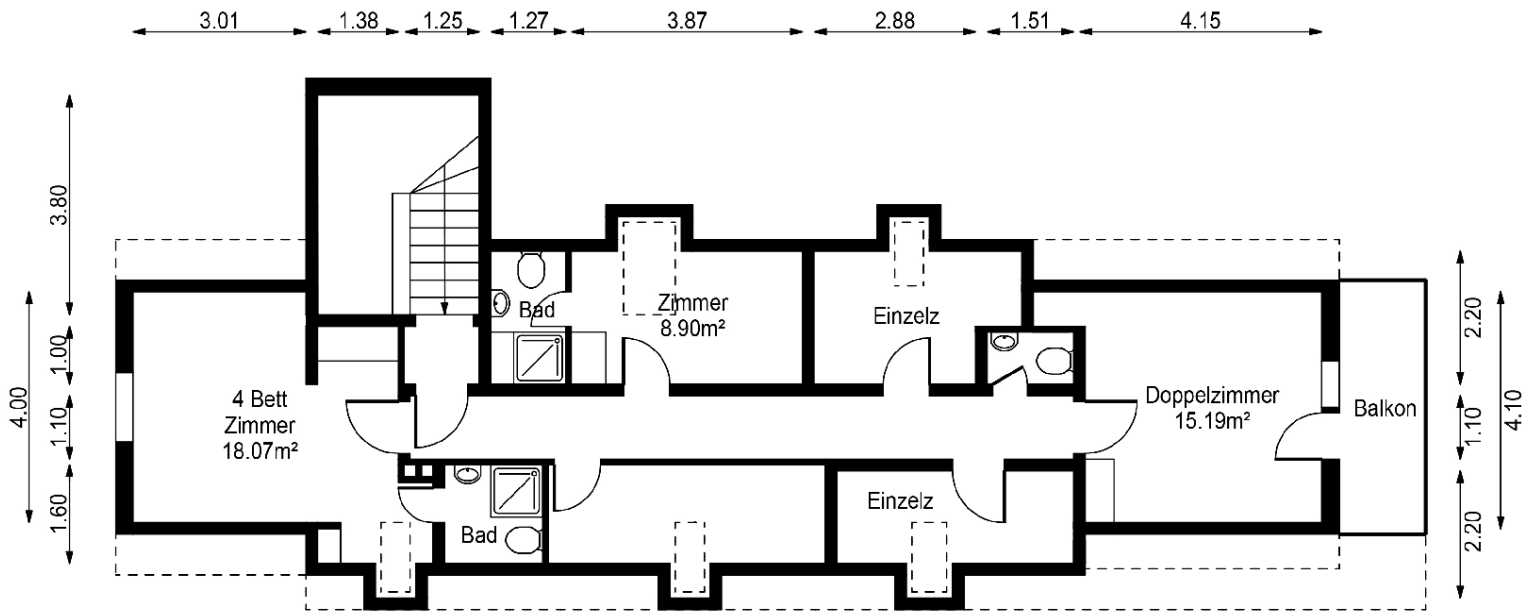 3.01 1.38 1.25 1.27 3.87 2.88 1.51 4.15
3.80
1.00
4.00
1.10
1.60
Bad
Zimmer
8.90m²
Einzelz
4 Bett
Zimmer
18.07m²
Doppelzimmer
15.19m²
Balkon
Bad
Einzelz
2.20
1.10
4.10
2.20